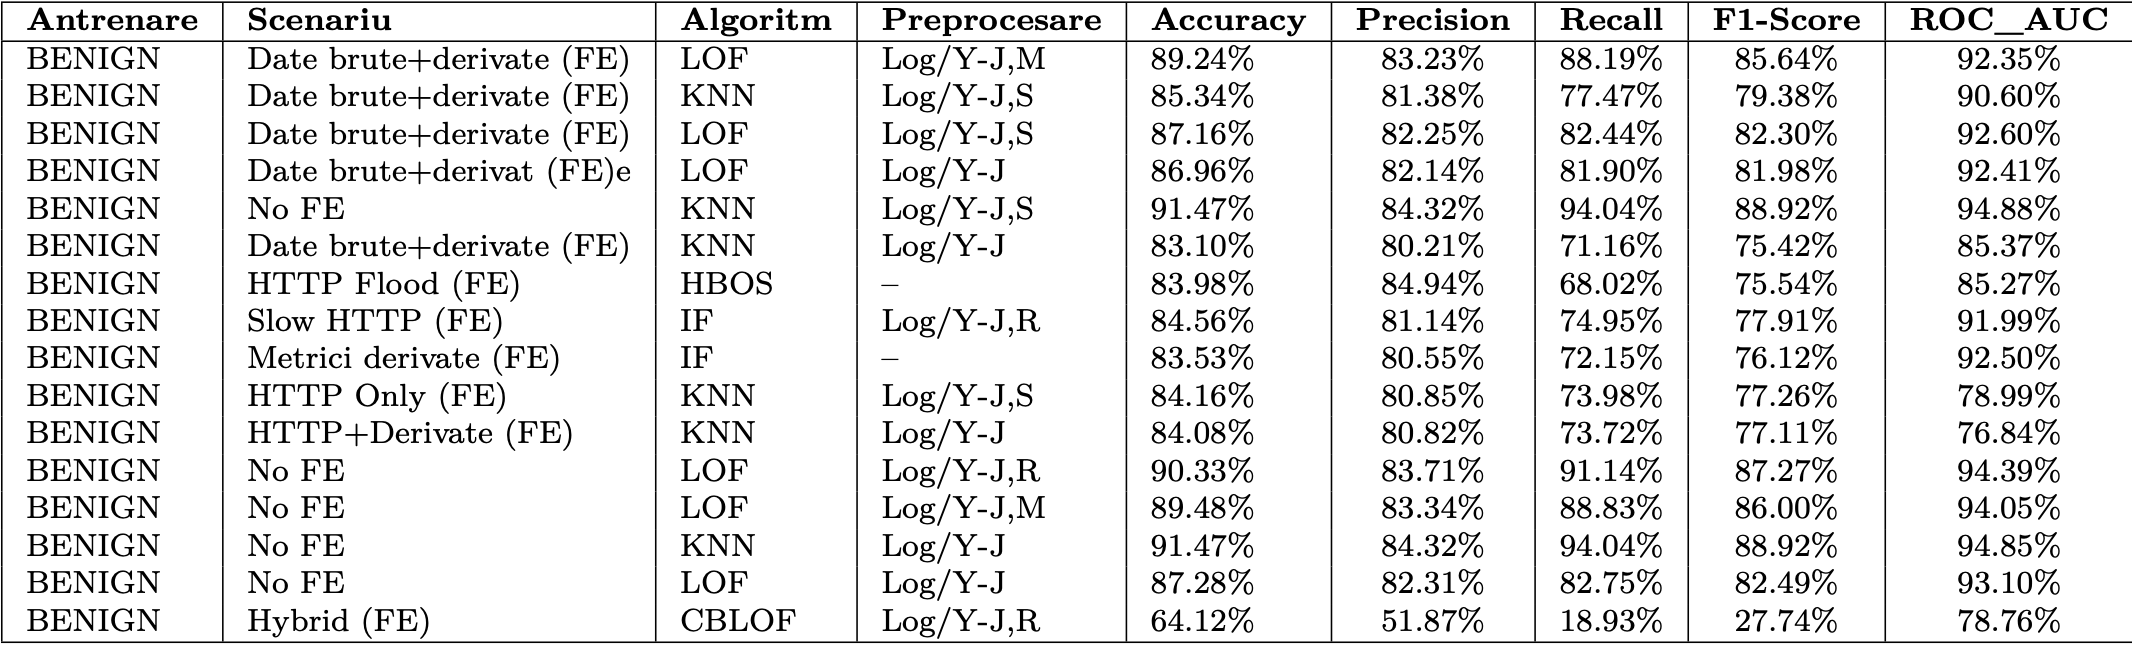 Antrenare Scenariu Algoritm Preprocesare Accuracy Precision Recall F1-Score ROC_AUC
BENIGN Date brute+derivate (FE) LOF Log/Y-J,M 89.24% 83.23% 88.19% 85.64% 92.35%
BENIGN Date brute+derivate (FE) KNN Log/Y-J,S 85.34% 81.38% 77.47% 79.38% 90.60%
BENIGN Date brute+derivate (FE) LOF Log/Y-J,S 87.16% 82.25% 82.44% 82.30% 92.60%
BENIGN Date brute+derivat (FE)e LOF Log/Y-J 86.96% 82.14% 81.90% 81.98% 92.41%
BENIGN No FE KNN Log/Y-J,S 91.47% 84.32% 94.04% 88.92% 94.88%
BENIGN Date brute+derivate (FE) KNN Log/Y-J 83.10% 80.21% 71.16% 75.42% 85.37%
BENIGN HTTP Flood (FE) HBOS – 83.98% 84.94% 68.02% 75.54% 85.27%
BENIGN Slow HTTP (FE) IF Log/Y-J,R 84.56% 81.14% 74.95% 77.91% 91.99%
BENIGN Metrici derivate (FE) IF – 83.53% 80.55% 72.15% 76.12% 92.50%
BENIGN HTTP Only (FE) KNN Log/Y-J,S 84.16% 80.85% 73.98% 77.26% 78.99%
BENIGN HTTP+Derivate (FE) KNN Log/Y-J 84.08% 80.82% 73.72% 77.11% 76.84%
BENIGN No FE LOF Log/Y-J,R 90.33% 83.71% 91.14% 87.27% 94.39%
BENIGN No FE LOF Log/Y-J,M 89.48% 83.34% 88.83% 86.00% 94.05%
BENIGN No FE KNN Log/Y-J 91.47% 84.32% 94.04% 88.92% 94.85%
BENIGN No FE LOF Log/Y-J 87.28% 82.31% 82.75% 82.49% 93.10%
BENIGN Hybrid (FE) CBLOF Log/Y-J,R 64.12% 51.87% 18.93% 27.74% 78.76%